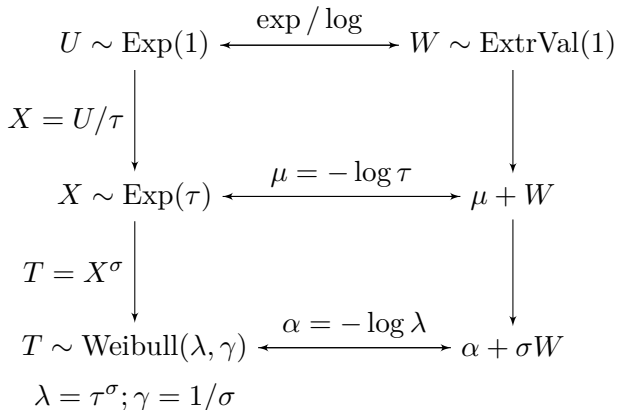 U ∼ Exp(1) exp / log W ∼ ExtrVal(1)
X = U/τ
X ∼ Exp(τ) μ = − log τ μ + W
T = X^σ
T ∼ Weibull(λ, γ) α = − log λ α + σW
λ = τ^σ; γ = 1/σ